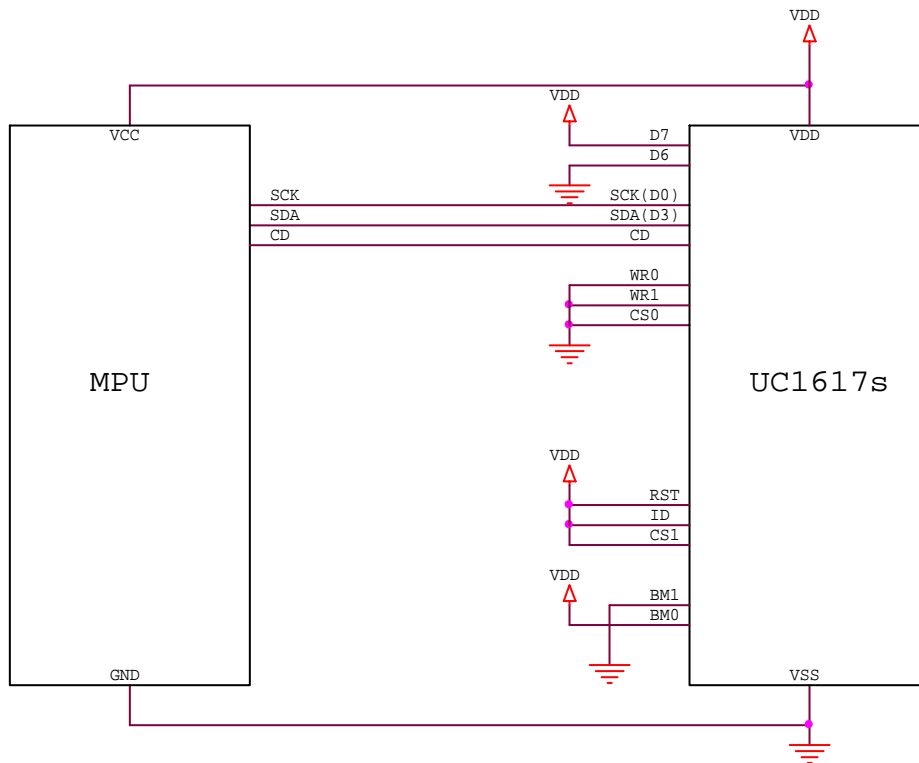 VDD
VDD
VCC
D7
VDD
D6
SCK
SCK(D0)
SDA
SDA(D3)
CD
CD
WR0
WR1
CS0
MPU
UC1617s
VDD
RST
ID
CS1
VDD
BM1
BM0
GND
VSS